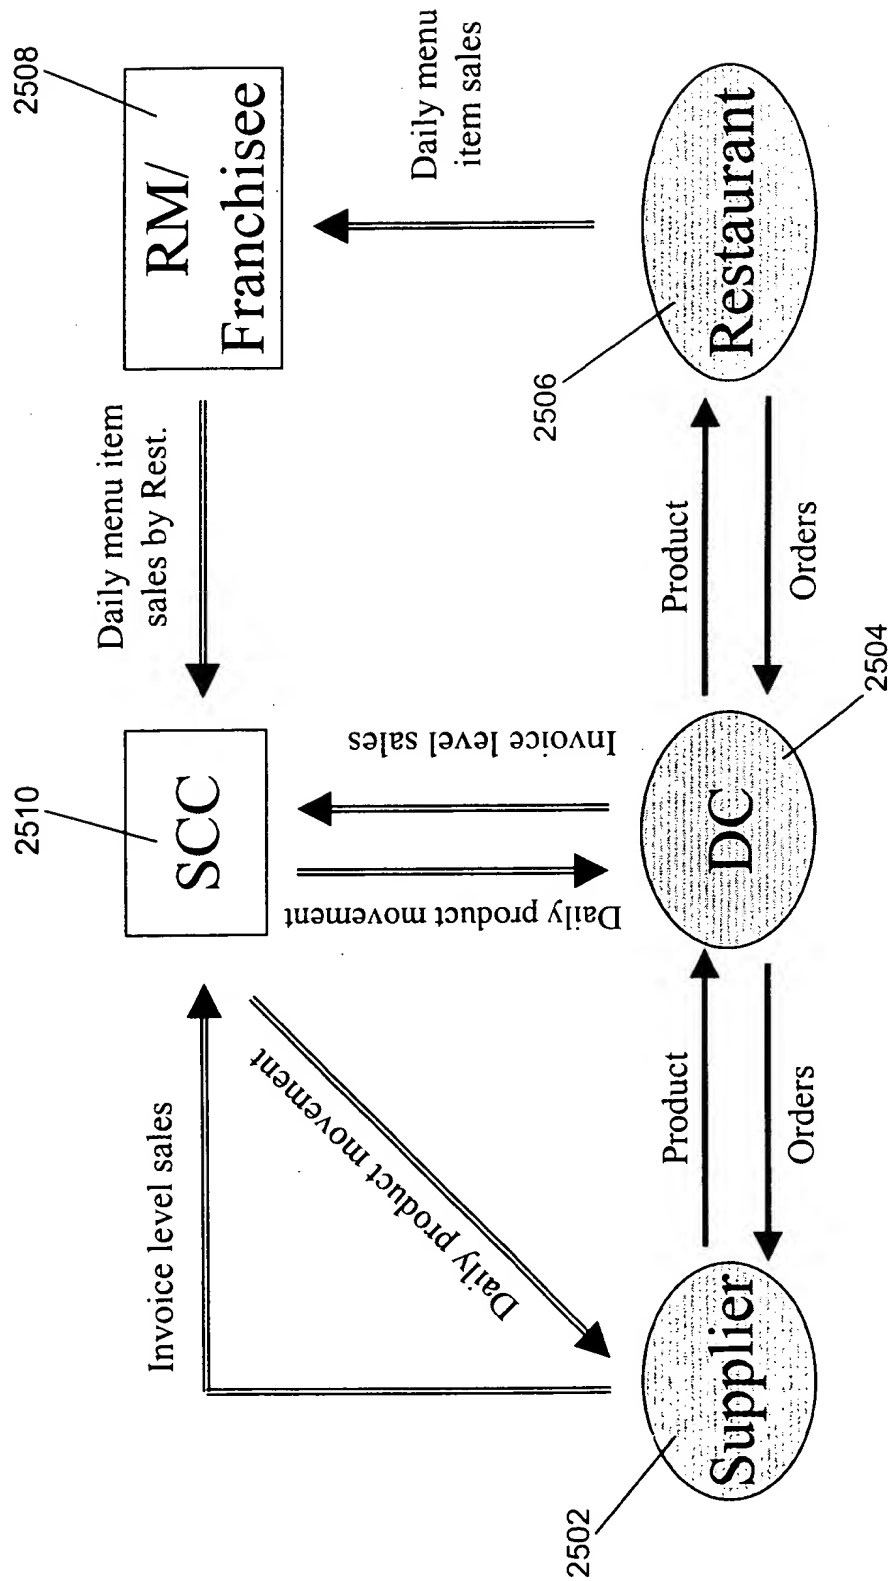 2510
2508
SCC
RM/
Franchisee
Invoice level sales
Daily menu item
sales by Rest.
Daily product movement
Daily product movement
Invoice level sales
Daily menu
item sales
2502
2506
Supplier
Product
Orders
DC
Product
Orders
Restaurant
2504